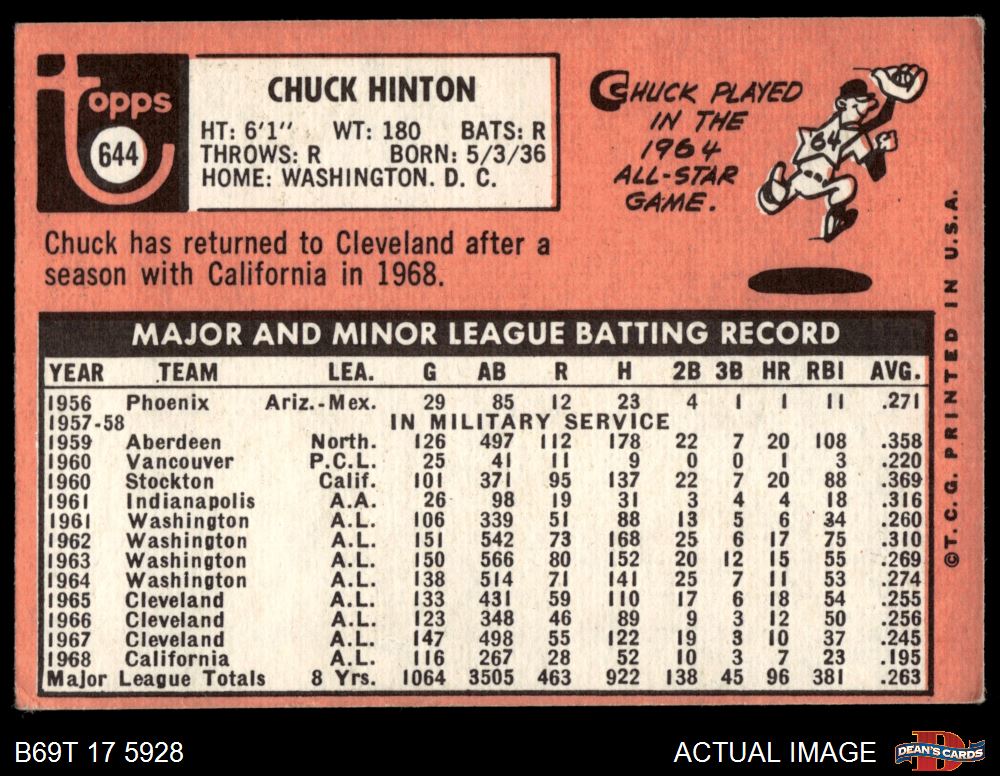 Topps
644
CHUCK HINTON
HT: 6'1" WT: 180 BATS: R
THROWS: R BORN: 5/3/36
HOME: WASHINGTON. D. C.
CHUCK PLAYED
IN THE
1964
ALL-STAR
GAME.
64
Chuck has returned to Cleveland after a
season with California in 1968.
MAJOR AND MINOR LEAGUE BATTING RECORD
YEAR TEAM LEA. G AB R H 2B 3B HR RBI AVG.
1956 Phoenix Ariz.-Mex. 29 85 12 23 4 1 1 11 .271
1957-58 IN MILITARY SERVICE
1959 Aberdeen North. 126 497 112 178 22 7 20 108 .358
1960 Vancouver P.C.L. 25 41 11 9 0 0 1 3 .220
1960 Stockton Calif. 101 371 95 137 22 7 20 88 .369
1961 Indianapolis A.A. 26 98 19 31 3 4 4 18 .316
1961 Washington A.L. 106 339 51 88 13 5 6 34 .260
1962 Washington A.L. 151 542 73 168 25 6 17 75 .310
1963 Washington A.L. 150 566 80 152 20 12 15 55 .269
1964 Washington A.L. 138 514 71 141 25 7 11 53 .274
1965 Cleveland A.L. 133 431 59 110 17 6 18 54 .255
1966 Cleveland A.L. 123 348 46 89 9 3 12 50 .256
1967 Cleveland A.L. 147 498 55 122 19 3 10 37 .245
1968 California A.L. 116 267 28 52 10 3 7 23 .195
Major League Totals 8 Yrs. 1064 3505 463 922 138 45 96 381 .263
©T. C. G. PRINTED IN U.S.A.
B69T 17 5928
ACTUAL IMAGE
DEAN'S CARDS